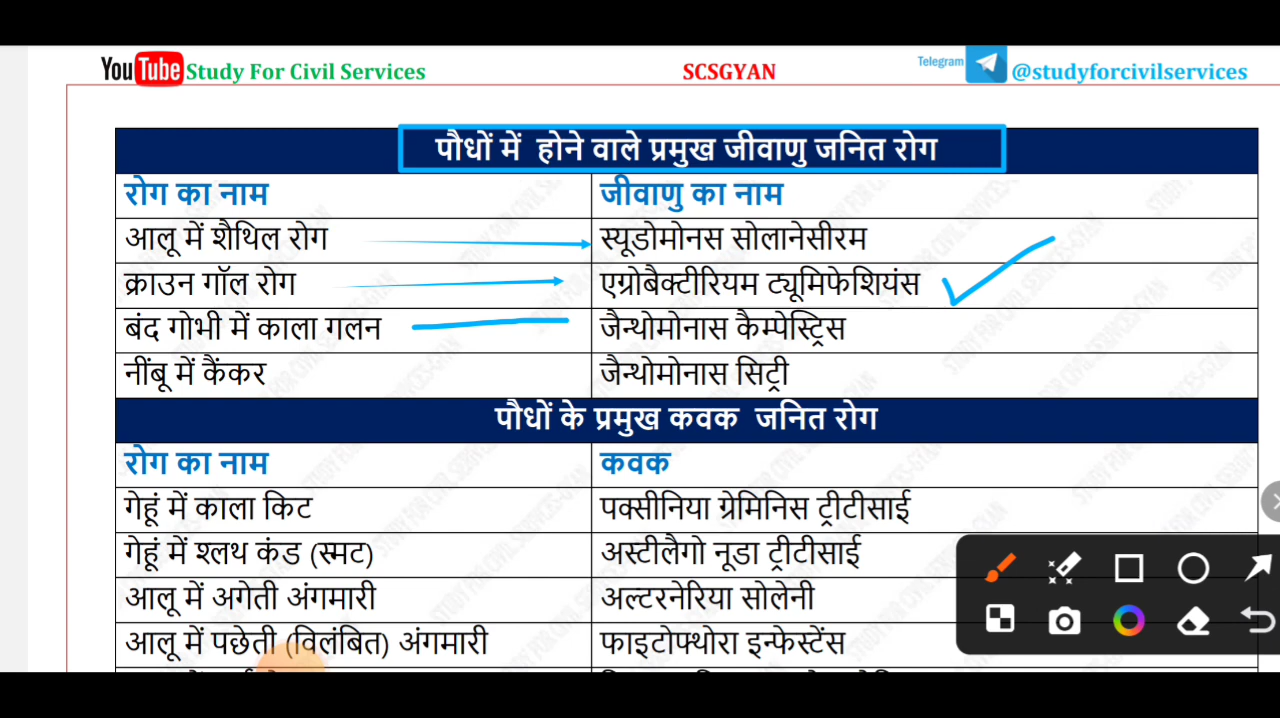 YouTube Study For Civil Services SCSGYAN Telegram @studyforcivilservices
पौधों में होने वाले प्रमुख जीवाणु जनित रोग
रोग का नाम जीवाणु का नाम
आलू में शैथिल रोग स्यूडोमोनस सोलानेसीरम
क्राउन गॉल रोग एग्रोबैक्टीरियम ट्यूमिफेशियंस
बंद गोभी में काला गलन जैन्थोमोनास कैम्पेस्ट्रिस
नींबू में कैंकर जैन्थोमोनास सिट्री
पौधों के प्रमुख कवक जनित रोग
रोग का नाम कवक
गेहूं में काला किट पक्सीनिया ग्रेमिनिस ट्रीटीसाई
गेहूं में श्लथ कंड (स्मट) अस्टीलैगो नूडा ट्रीटीसाई
आलू में अगेती अंगमारी अल्टरनेरिया सोलेनी
आलू में पछेती (विलंबित) अंगमारी फाइटोफ्थोरा इन्फेस्टेंस